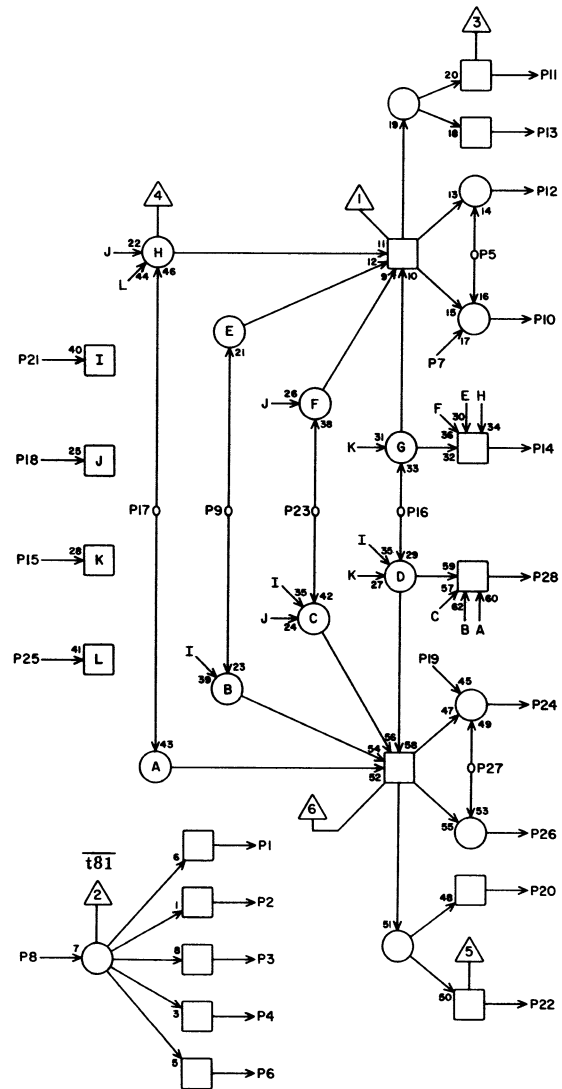 3
20
P11
19
18
P13
4
1
13
P12
14
22
J
H
11
12
9
10
P5
44
46
L
16
15
P10
E
21
P7
17
40
P21
I
26
J
F
38
F
E
H
30
34
31
36
K
G
P14
32
33
25
P18
J
P17
P9
P23
P16
28
P15
K
I
35
29
59
K
D
P28
27
57
I
35
42
C
62
60
J
C
24
B
A
41
P25
L
I
23
39
B
P19
45
47
P24
49
43
A
54
56
58
52
P27
6
53
55
P26
t81
2
6
P1
1
P2
48
P20
7
P8
8
P3
51
5
50
P22
3
P4
5
P6